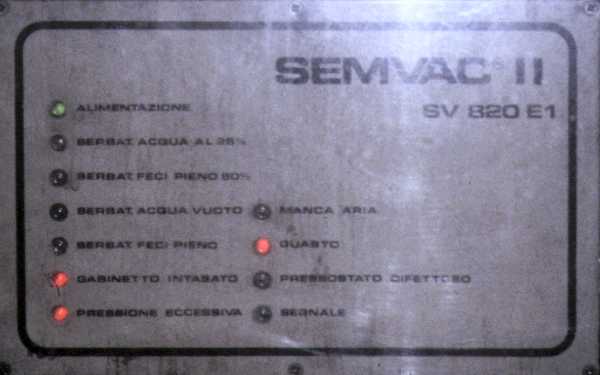 SEMVAC® II
SV 820 E1
ALIMENTAZIONE
SERBAT. ACQUA AL 25%
SERBAT. FECI PIENO 80%
SERBAT. ACQUA VUOTO MANCA ARIA
SERBAT. FECI PIENO GUASTO
GABINETTO INTASATO PRESSOSTATO DIFETTOSO
PRESSIONE ECCESSIVA SEGNALE